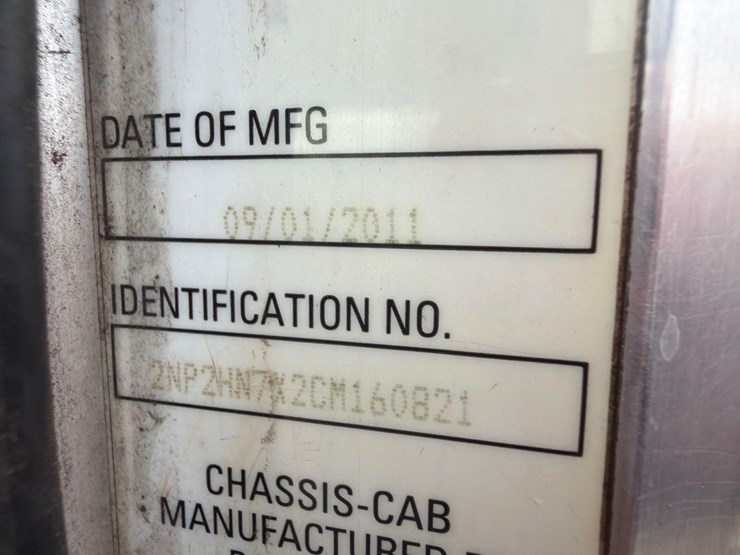 DATE OF MFG
09/01/2011
IDENTIFICATION NO.
2NP2HN7X2CM160821
CHASSIS-CAB
MANUFACTURED